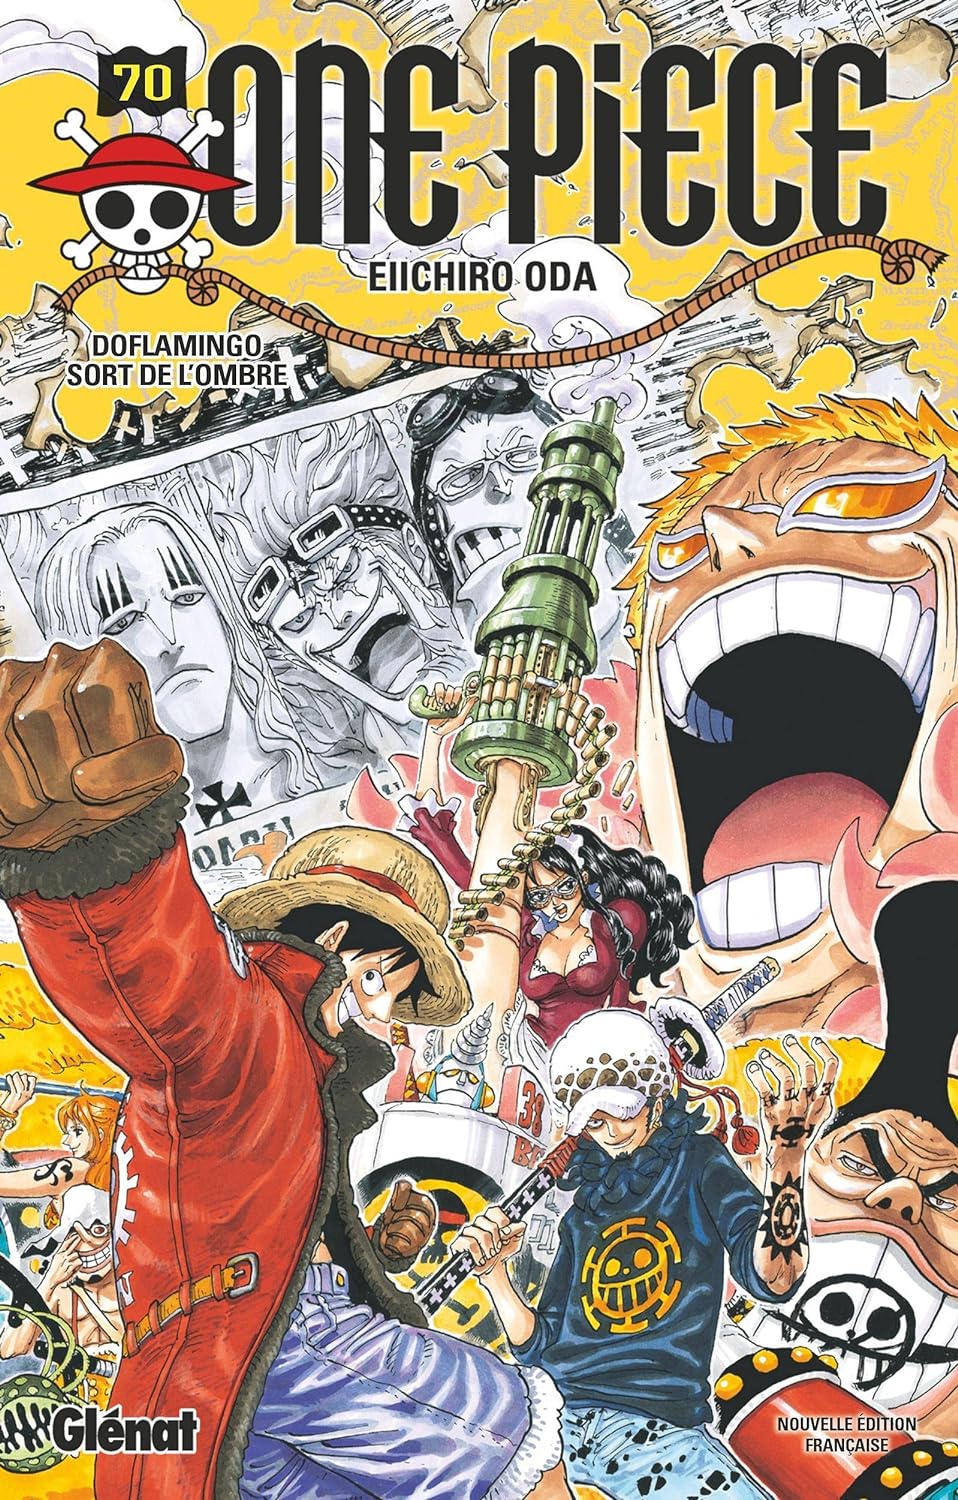 70
ONE PIECE
EIICHIRO ODA
DOFLAMINGO
SORT DE L'OMBRE
38
Glénat
NOUVELLE ÉDITION
FRANÇAISE